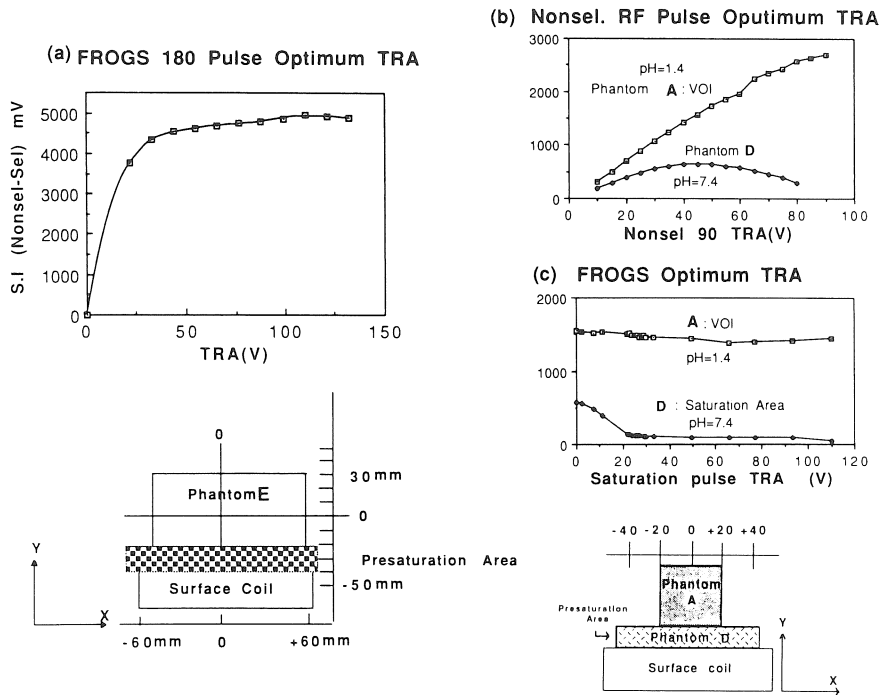 (a) FROGS 180 Pulse Optimum TRA
S.I (Nonsel-Sel) mV
5000
4000
3000
2000
1000
0
0 50 100 150
TRA(V)
0
Phantom E
30mm
0
Presaturation Area
Surface Coil
-50mm
Y
X
-60mm 0 +60mm
(b) Nonsel. RF Pulse Oputimum TRA
3000
2000
1000
0
pH=1.4
Phantom A : VOI
Phantom D
pH=7.4
0 20 40 60 80 100
Nonsel 90 TRA(V)
(c) FROGS Optimum TRA
2000
1000
0
A : VOI
pH=1.4
D : Saturation Area
pH=7.4
0 20 40 60 80 100 120
Saturation pulse TRA (V)
-40 -20 0 +20 +40
Phantom
A
Presaturation
Area
Phantom D
Surface coil
Y
X